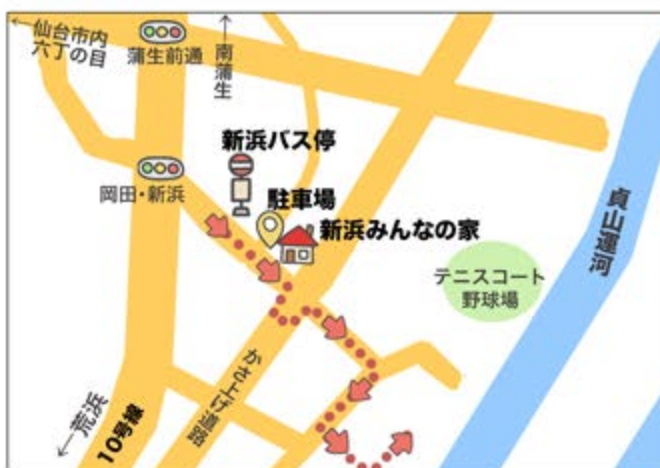 ←仙台市内
六丁の目
蒲生前通
↑
南蒲生
岡田・新浜
新浜バス停
駐車場
新浜みんなの家
テニスコート
野球場
貞山運河
かさ上げ道路
10号線
←荒浜